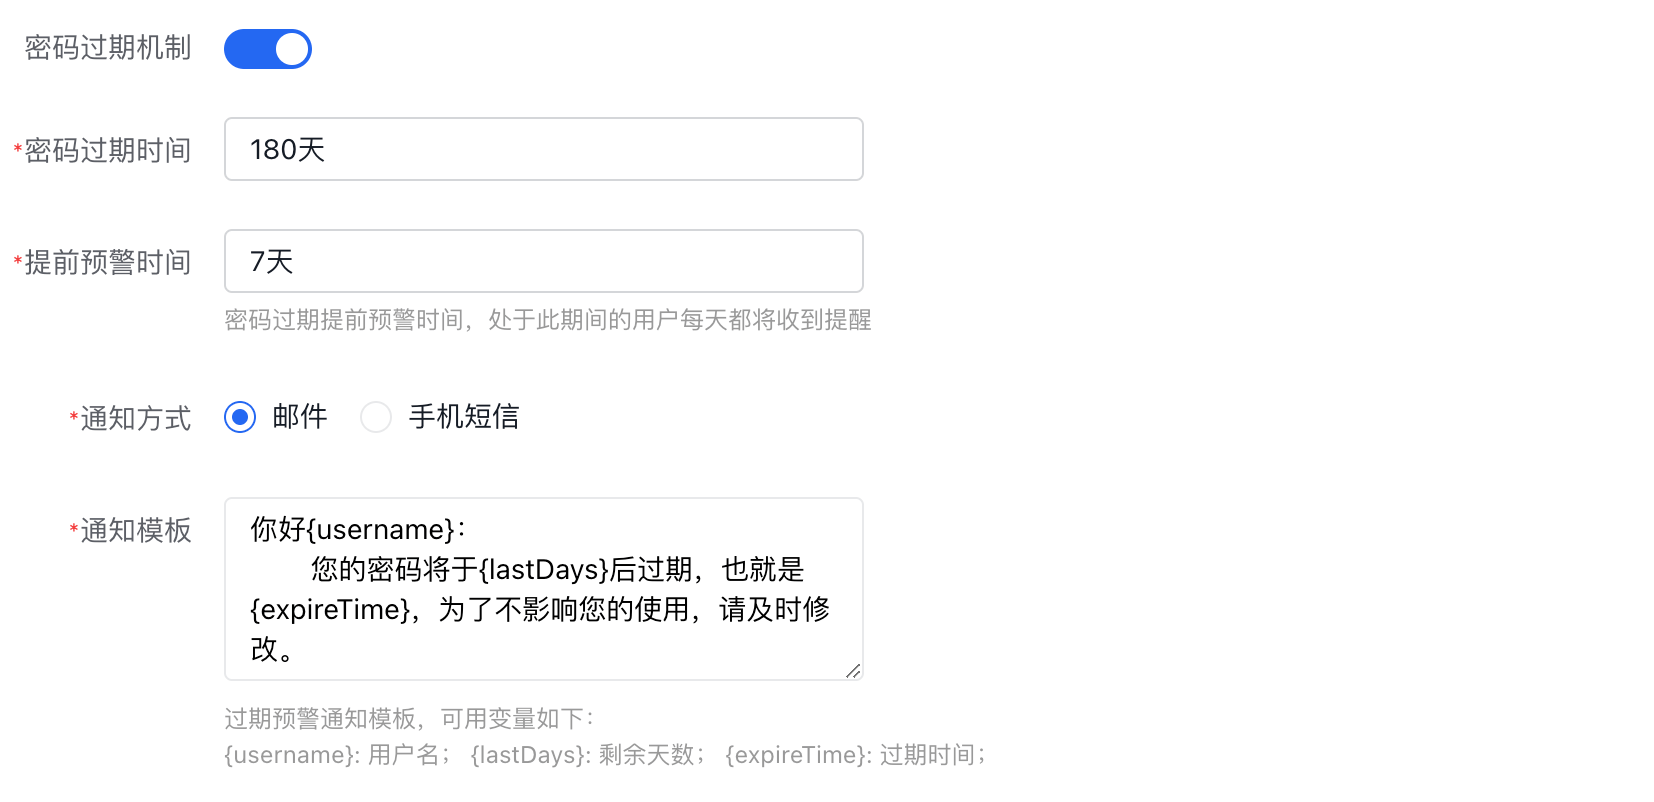 密码过期机制
*密码过期时间 180天
*提前预警时间 7天
密码过期提前预警时间，处于此期间的用户每天都将收到提醒
*通知方式 邮件 手机短信
*通知模板
你好{username}：
您的密码将于{lastDays}后过期，也就是
{expireTime}，为了不影响您的使用，请及时修
改。
过期预警通知模板，可用变量如下：
{username}: 用户名； {lastDays}: 剩余天数； {expireTime}: 过期时间；